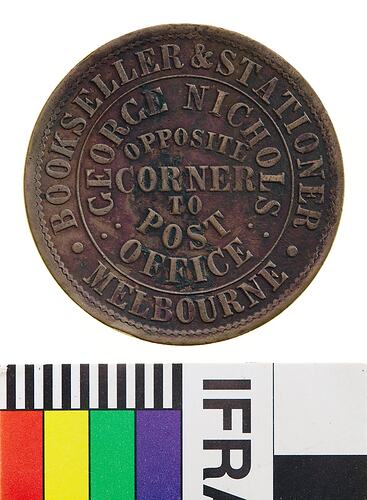 BOOKSELLER & STATIONER
MELBOURNE
GEORGE NICHOLS
OPPOSITE
CORNER
TO
POST
OFFICE
IFRA